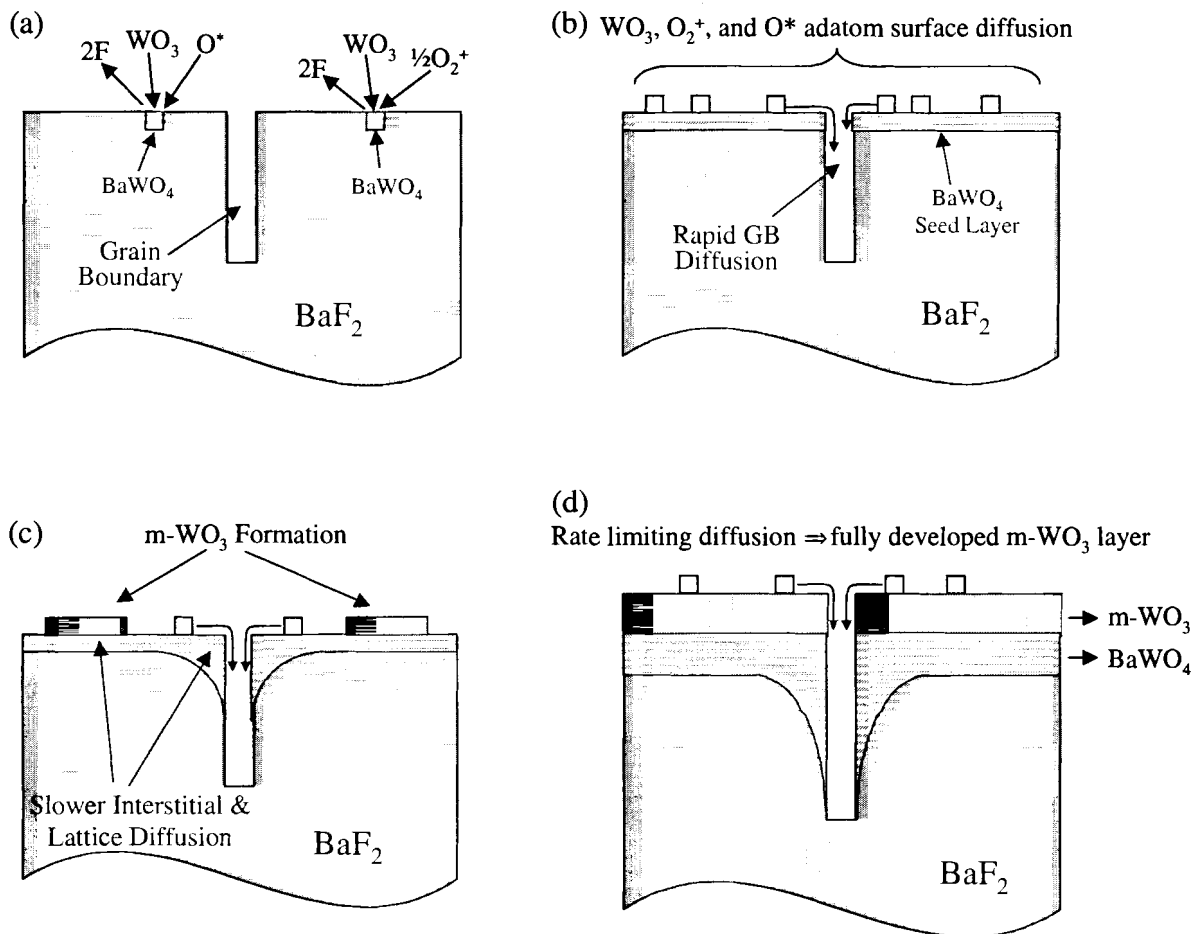 (a)
2F WO₃ O*
2F WO₃ ½O₂⁺
BaWO₄
BaWO₄
Grain
Boundary
BaF₂
(b)
WO₃, O₂⁺, and O* adatom surface diffusion
Rapid GB
Diffusion
BaWO₄
Seed Layer
BaF₂
(c)
m-WO₃ Formation
Slower Interstitial &
Lattice Diffusion
BaF₂
(d)
Rate limiting diffusion ⇒ fully developed m-WO₃ layer
m-WO₃
BaWO₄
BaF₂